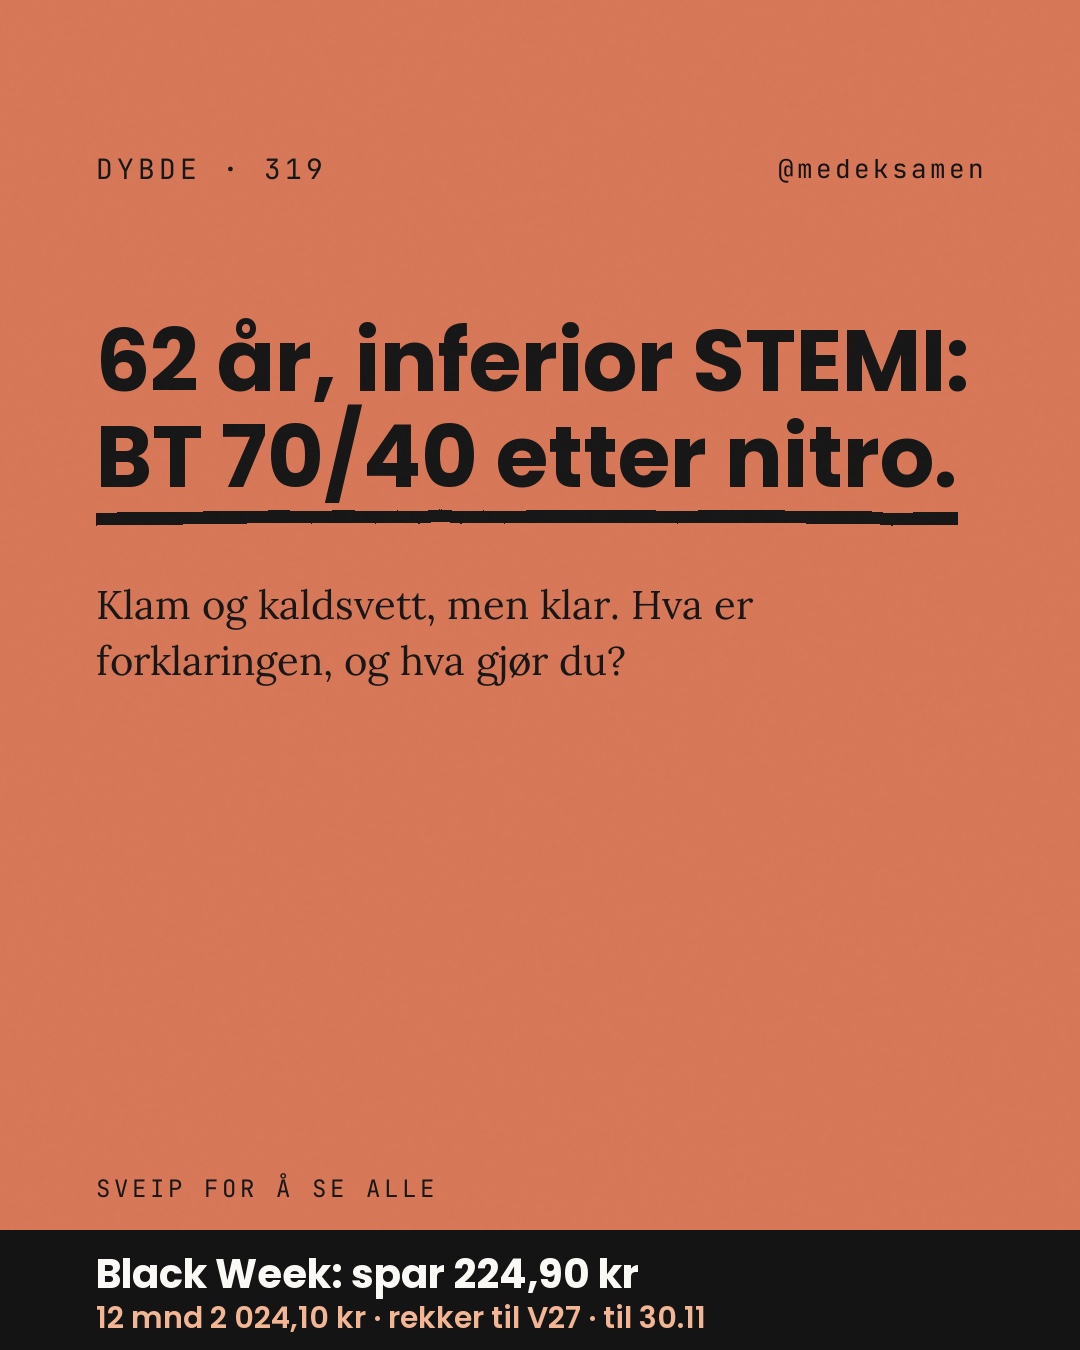 DYBDE · 319
@medeksamen
62 år, inferior STEMI:
BT 70/40 etter nitro.
Klam og kaldsvett, men klar. Hva er
forklaringen, og hva gjør du?
SVEIP FOR Å SE ALLE
Black Week: spar 224,90 kr
12 mnd 2 024,10 kr · rekker til V27 · til 30.11